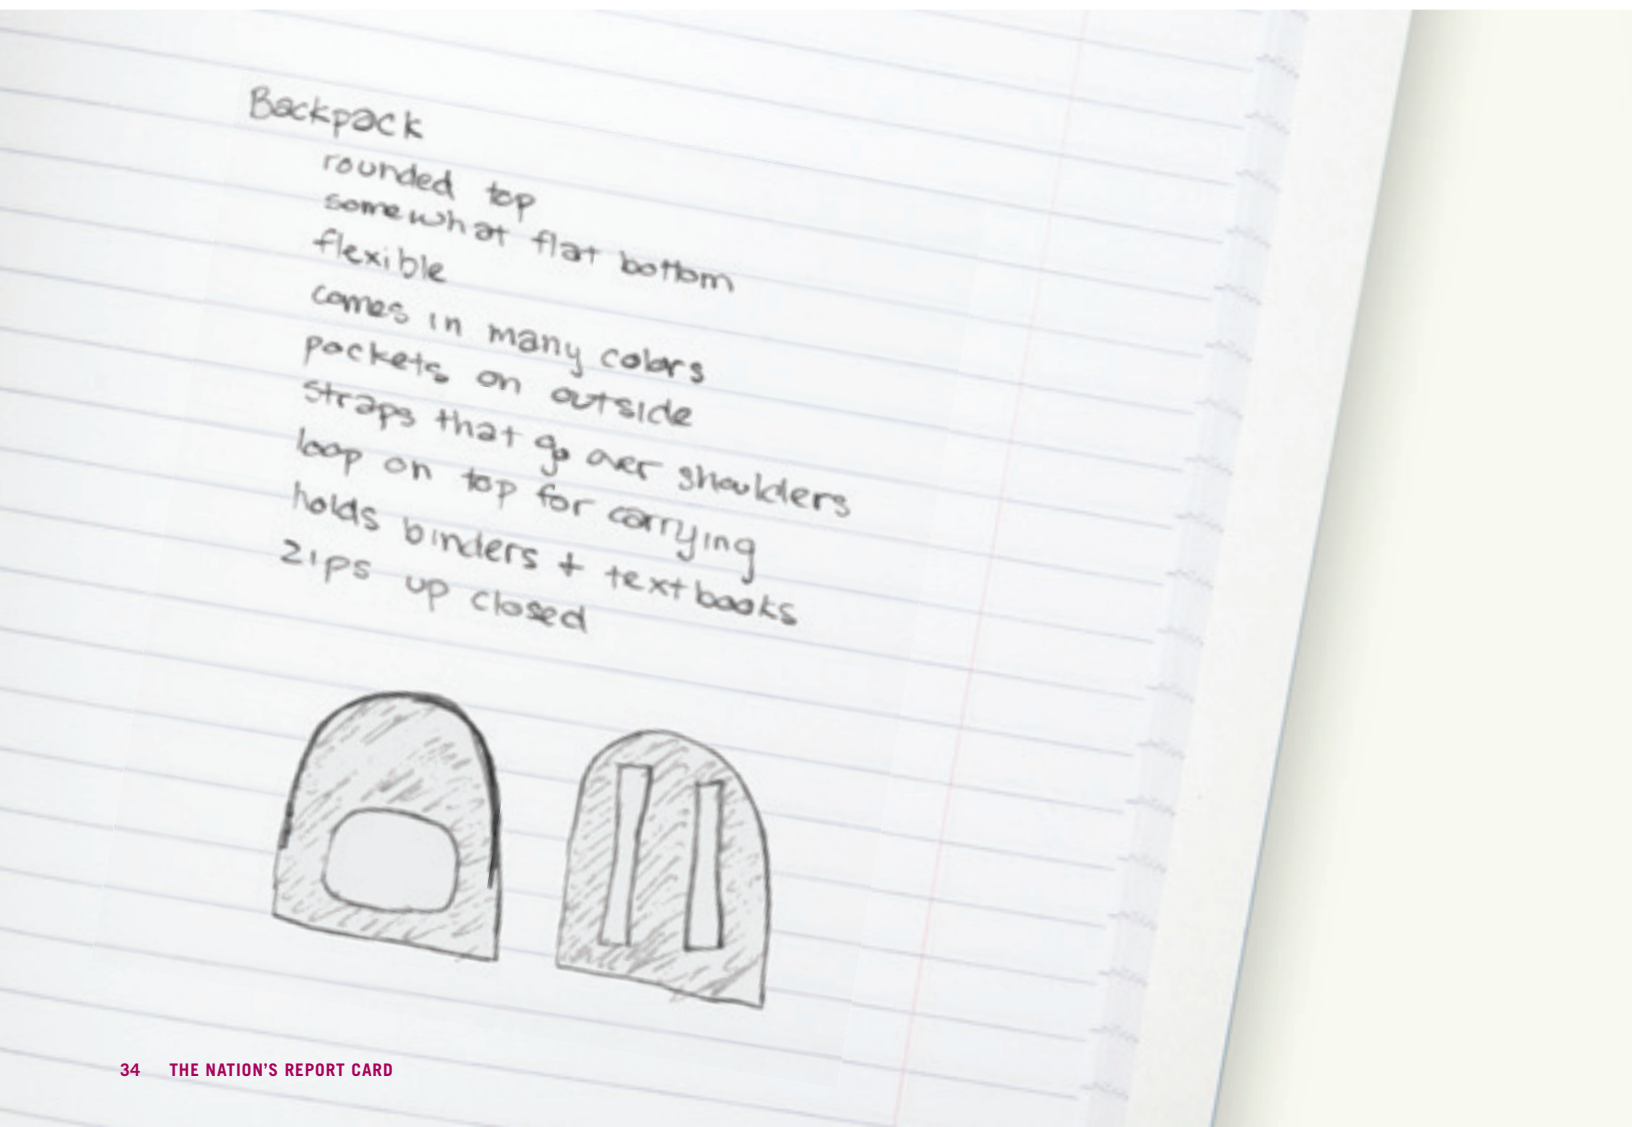 Backpack
rounded top
somewhat flat bottom
flexible
comes in many colors
pockets on outside
straps that go over shoulders
loop on top for carrying
holds binders + textbooks
zips up closed
34 THE NATION'S REPORT CARD